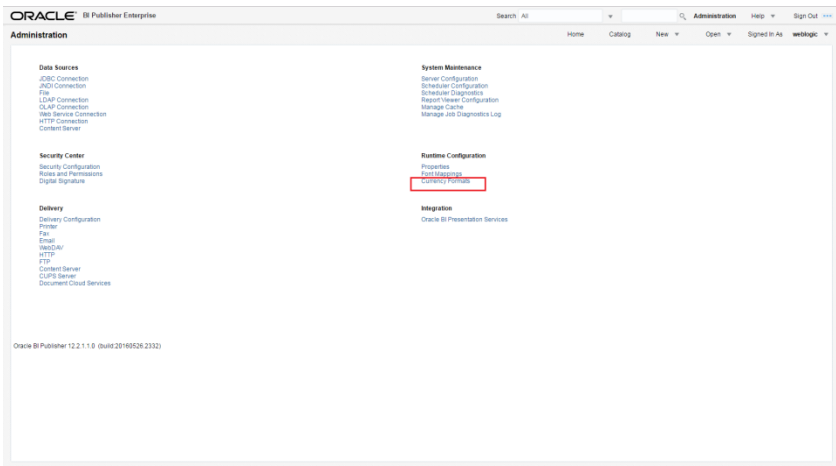 ORACLE BI Publisher Enterprise
Search All Administration Help Sign Out
Administration
Home Catalog New Open Signed In As weblogic
Data Sources
JDBC Connection
JNDI Connection
File
LDAP Connection
OLAP Connection
Web Service Connection
HTTP Connection
Content Server
System Maintenance
Server Configuration
Scheduler Configuration
Scheduler Diagnostics
Report Viewer Configuration
Manage Cache
Manage Job Diagnostics Log
Security Center
Security Configuration
Roles and Permissions
Digital Signature
Runtime Configuration
Properties
Font Mappings
Currency Formats
Delivery
Delivery Configuration
Printer
Fax
Email
WebDAV
HTTP
FTP
Content Server
CUPS Server
Document Cloud Services
Integration
Oracle BI Presentation Services
Oracle BI Publisher 12.2.1.1.0 (build:20160526.2332)